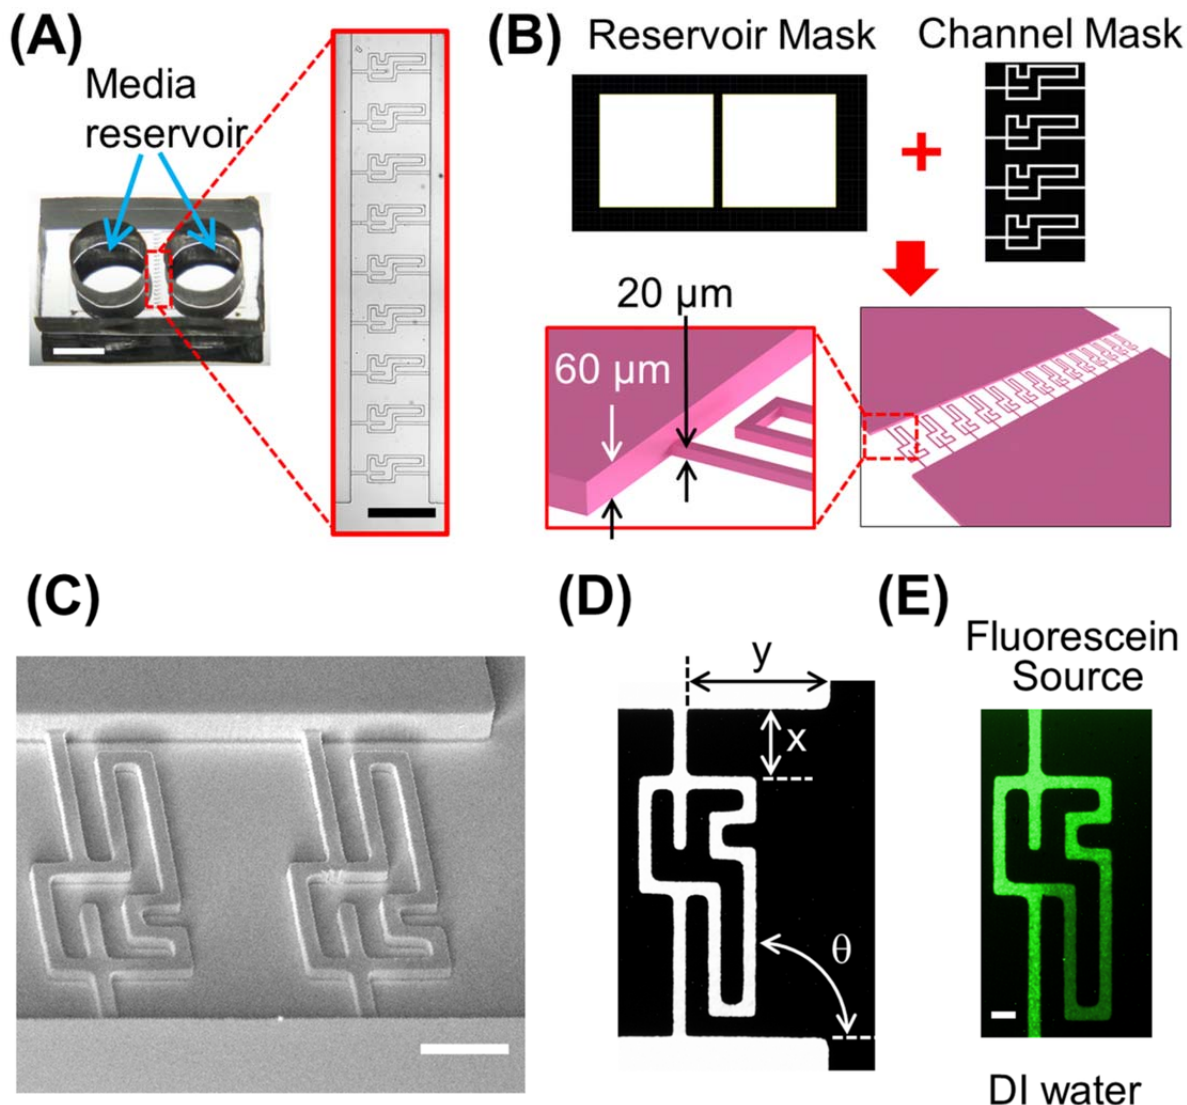 (A)
Media
reservoir
(B)
Reservoir Mask
Channel Mask
+
20 μm
60 μm
(C)
(D)
y
x
θ
(E)
Fluorescein
Source
DI water